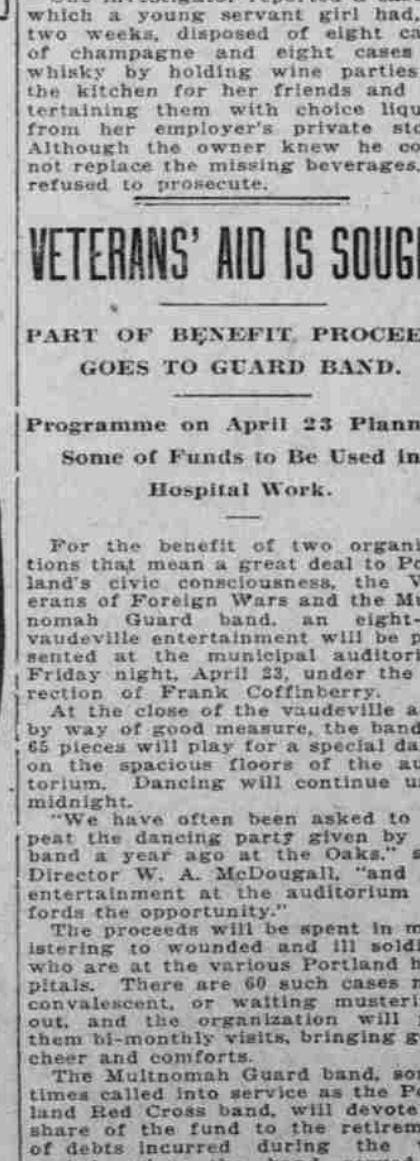 which a young servant girl had,
two weeks, disposed of eight ca
of champagne and eight cases
whisky by holding wine parties
the kitchen for her friends and
tertaining them with choice liqu
from her employer's private sto
Although the owner knew he co
not replace the missing beverages,
refused to prosecute.
VETERANS' AID IS SOUGH
PART OF BENEFIT PROCEE
GOES TO GUARD BAND.
Programme on April 23 Plann
Some of Funds to Be Used in
Hospital Work.
For the benefit of two organi
tions that mean a great deal to Po
land's civic consciousness, the V
erans of Foreign Wars and the Mu
nomah Guard band, an eight-
vaudeville entertainment will be p
sented at the municipal auditori
Friday night, April 23, under the
rection of Frank Coffinberry.
At the close of the vaudeville a
by way of good measure, the band
65 pieces will play for a special da
on the spacious floors of the au
torium. Dancing will continue u
midnight.
"We have often been asked to
peat the dancing party given by
band a year ago at the Oaks," s
Director W. A. McDougall, "and
entertainment at the auditorium
fords the opportunity."
The proceeds will be spent in m
istering to wounded and ill soldi
who are at the various Portland h
pitals. There are 60 such cases n
convalescent, or waiting musteri
out, and the organization will
them bi-monthly visits, bringing g
cheer and comforts.
The Multnomah Guard band, so
times called into service as the Po
land Red Cross band, will devote
share of the fund to the retirem
of debts incurred during the